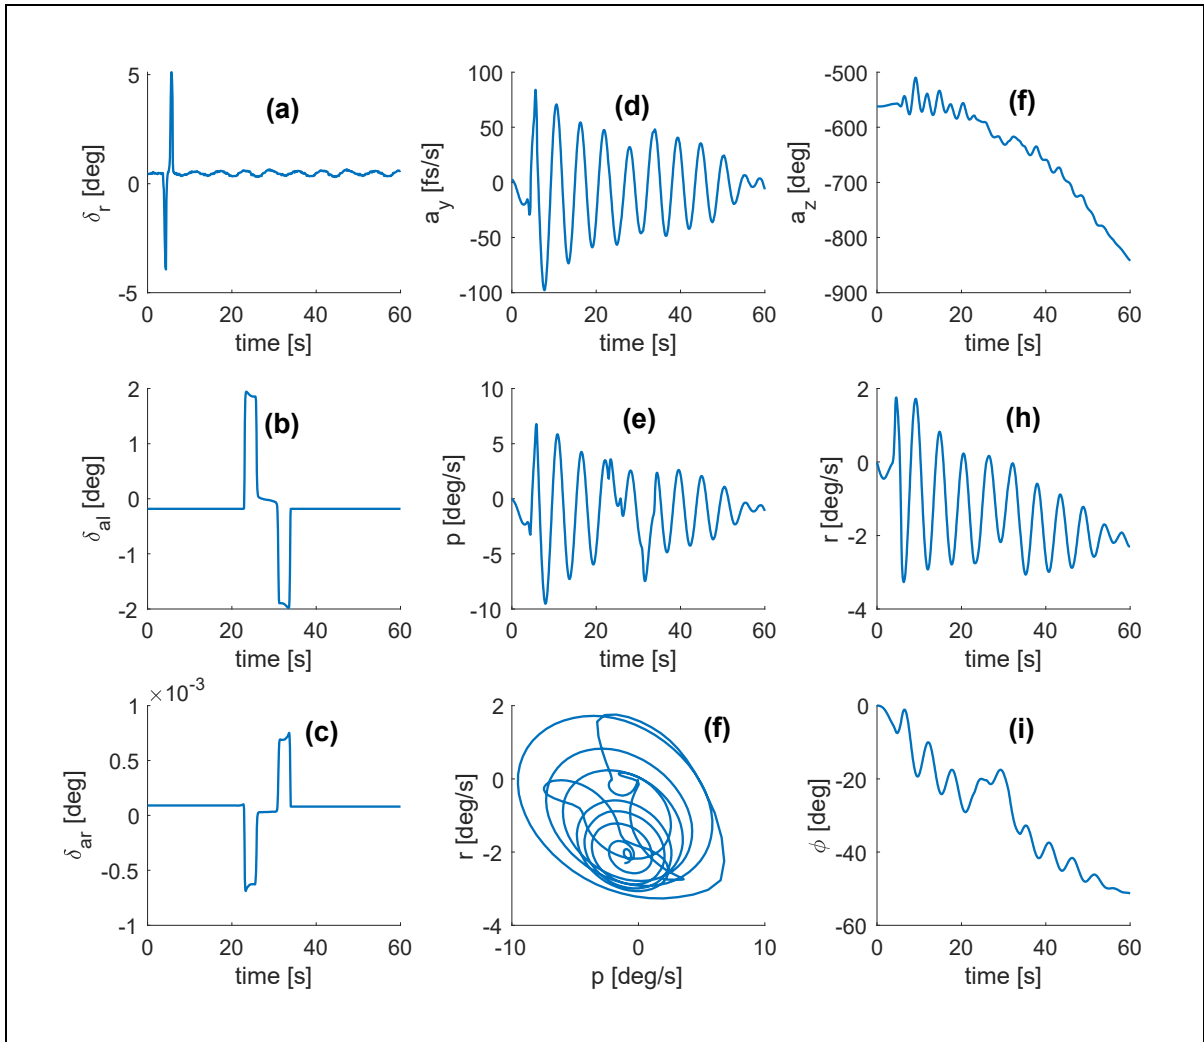 5
0
-5
0 20 40 60
time [s]
δr [deg]
(a)
100
50
0
-50
-100
0 20 40 60
time [s]
ay [fs/s]
(d)
-500
-600
-700
-800
-900
0 20 40 60
time [s]
az [deg]
(f)
2
1
0
-1
-2
0 20 40 60
time [s]
δal [deg]
(b)
10
5
0
-5
-10
0 20 40 60
time [s]
p [deg/s]
(e)
2
0
-2
-4
0 20 40 60
time [s]
r [deg/s]
(h)
×10-3
1
0.5
0
-0.5
-1
0 20 40 60
time [s]
δar [deg]
(c)
2
0
-2
-4
-10 0 10
p [deg/s]
r [deg/s]
(f)
0
-20
-40
-60
0 20 40 60
time [s]
ϕ [deg]
(i)